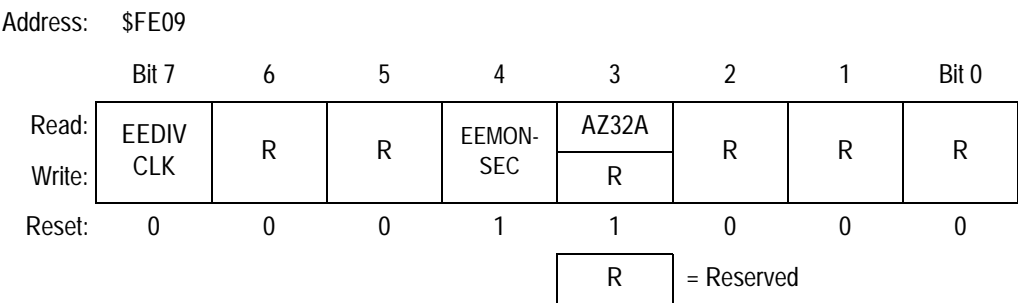 Address: $FE09
Bit 7 6 5 4 3 2 1 Bit 0
Read: EEDIV CLK R R EEMON-SEC AZ32A R R R
Write: R
Reset: 0 0 0 1 1 0 0 0
R = Reserved